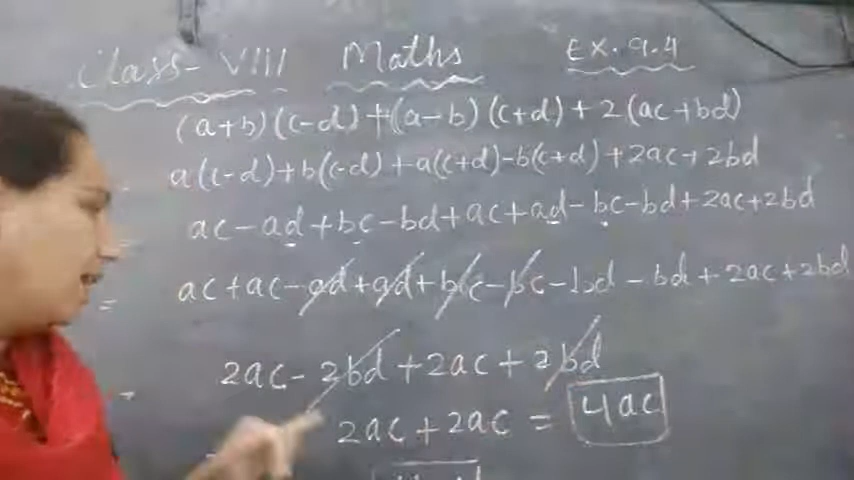 Class-VIII Maths Ex.9.4
(a+b)(c-d)+(a-b)(c+d)+2(ac+bd)
a(c-d)+b(c-d)+a(c+d)-b(c+d)+2ac+2bd
ac-ad+bc-bd+ac+ad-bc-bd+2ac+2bd
= ac+ac-ad+ad+bc-bc-bd-bd+2ac+2bd
2ac-2bd+2ac+2bd
2ac+2ac = 4ac